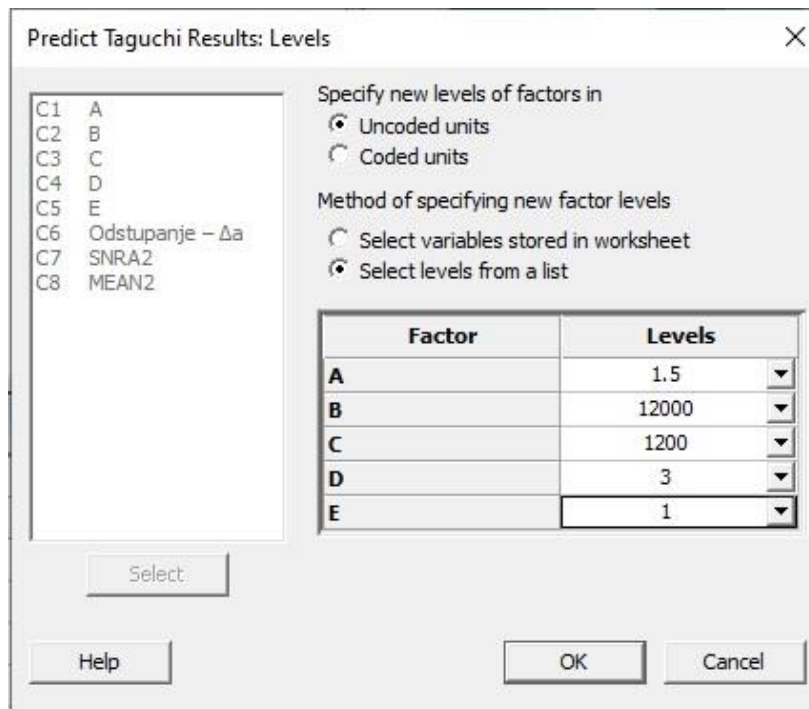 Predict Taguchi Results: Levels
C1 A
C2 B
C3 C
C4 D
C5 E
C6 Odstupanje – Δa
C7 SNRA2
C8 MEAN2
Select
Specify new levels of factors in
Uncoded units
Coded units
Method of specifying new factor levels
Select variables stored in worksheet
Select levels from a list
Factor Levels
A 1.5
B 12000
C 1200
D 3
E 1
Help OK Cancel